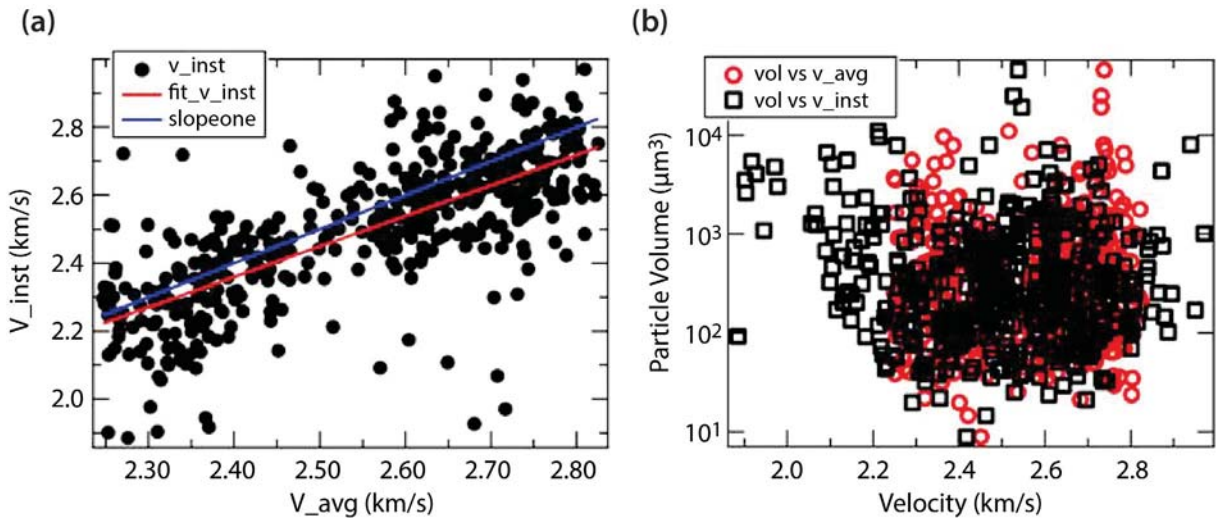 (a)
v_inst
fit_v_inst
slopeone
V_inst (km/s)
2.8
2.6
2.4
2.2
2.0
2.30 2.40 2.50 2.60 2.70 2.80
V_avg (km/s)
(b)
vol vs v_avg
vol vs v_inst
Particle Volume (µm³)
10⁴
10³
10²
10¹
2.0 2.2 2.4 2.6 2.8
Velocity (km/s)